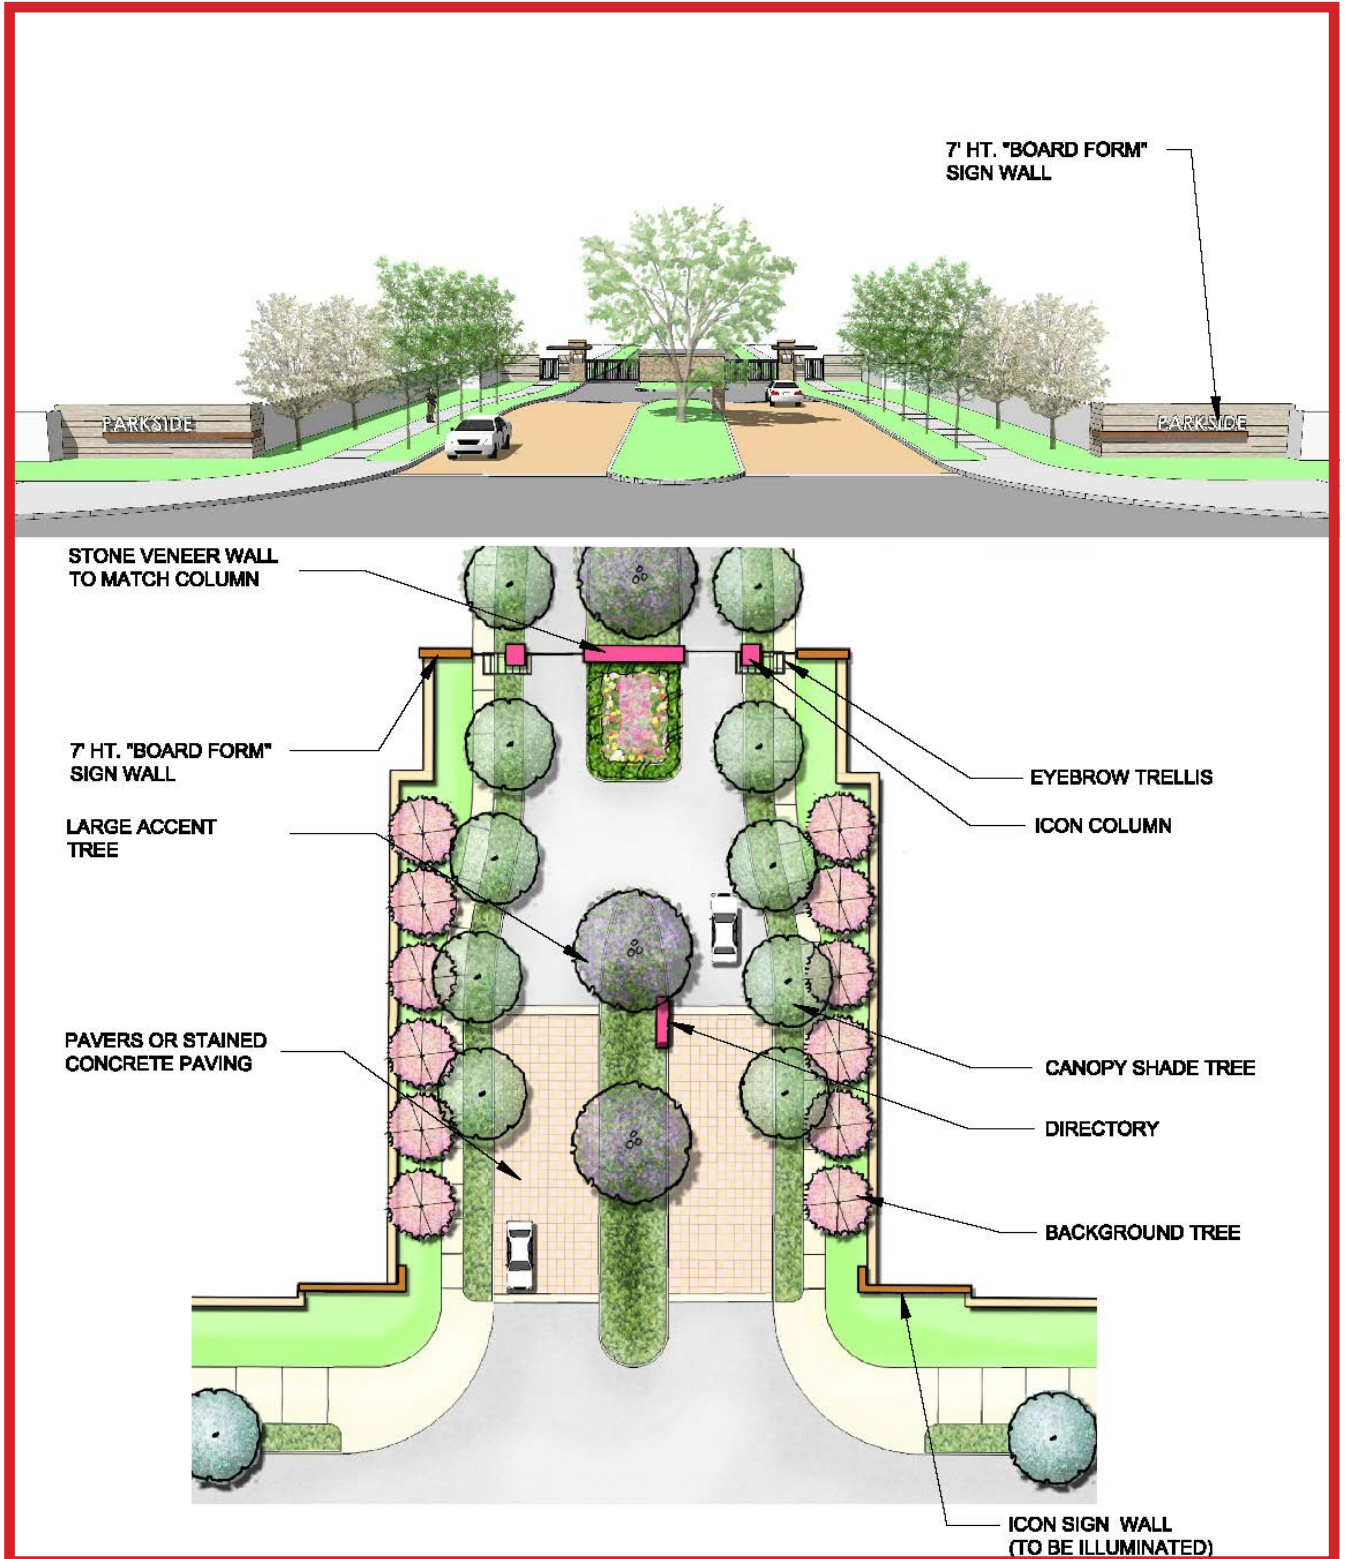 7' HT. "BOARD FORM"
SIGN WALL
PARKSIDE
PARKSIDE
STONE VENEER WALL
TO MATCH COLUMN
7' HT. "BOARD FORM"
SIGN WALL
EYEBROW TRELLIS
LARGE ACCENT
TREE
ICON COLUMN
PAVERS OR STAINED
CONCRETE PAVING
CANOPY SHADE TREE
DIRECTORY
BACKGROUND TREE
ICON SIGN WALL
(TO BE ILLUMINATED)